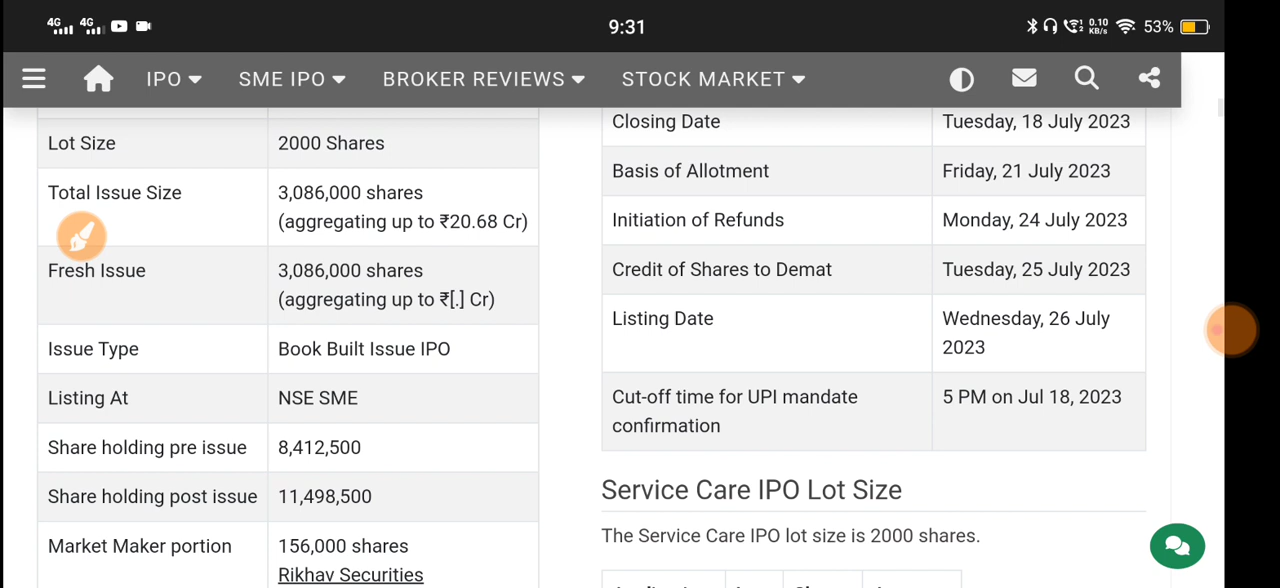 4G 4G 9:31 2 0.10 KB/s 53%
IPO SME IPO BROKER REVIEWS STOCK MARKET
Lot Size 2000 Shares
Total Issue Size 3,086,000 shares
(aggregating up to ₹20.68 Cr)
Fresh Issue 3,086,000 shares
(aggregating up to ₹[.] Cr)
Issue Type Book Built Issue IPO
Listing At NSE SME
Share holding pre issue 8,412,500
Share holding post issue 11,498,500
Market Maker portion 156,000 shares
Rikhav Securities
Closing Date Tuesday, 18 July 2023
Basis of Allotment Friday, 21 July 2023
Initiation of Refunds Monday, 24 July 2023
Credit of Shares to Demat Tuesday, 25 July 2023
Listing Date Wednesday, 26 July
2023
Cut-off time for UPI mandate 5 PM on Jul 18, 2023
confirmation
Service Care IPO Lot Size
The Service Care IPO lot size is 2000 shares.